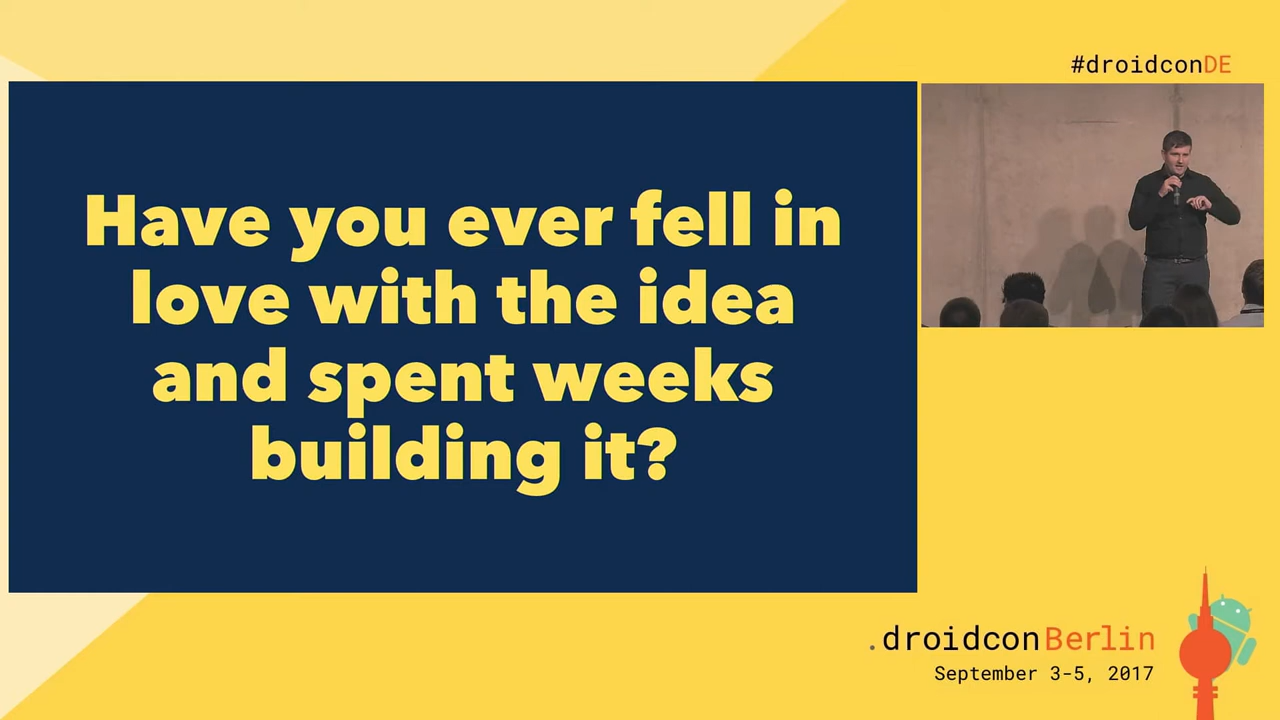 #droidconDE
Have you ever fell in
love with the idea
and spent weeks
building it?
.droidconBerlin
September 3-5, 2017